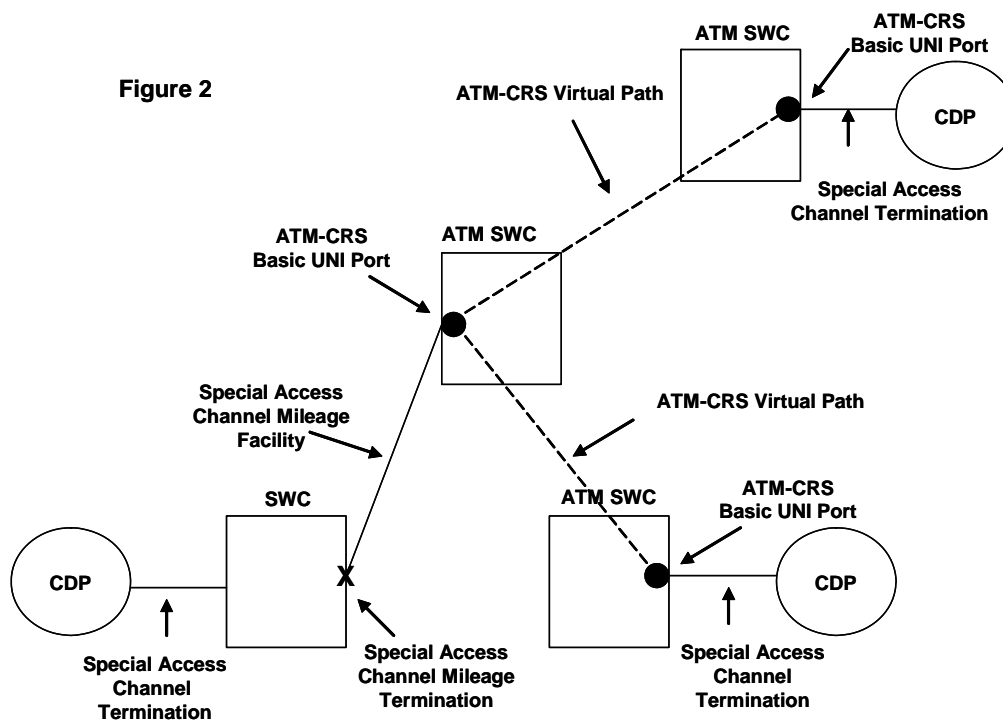 ATM-CRS
Basic UNI Port
ATM SWC
Figure 2
ATM-CRS Virtual Path
CDP
Special Access
Channel Termination
ATM-CRS
Basic UNI Port
ATM SWC
Special Access
Channel Mileage
Facility
ATM-CRS Virtual Path
SWC
ATM SWC
ATM-CRS
Basic UNI Port
CDP
X
CDP
Special Access
Channel
Termination
Special Access
Channel Mileage
Termination
Special Access
Channel
Termination